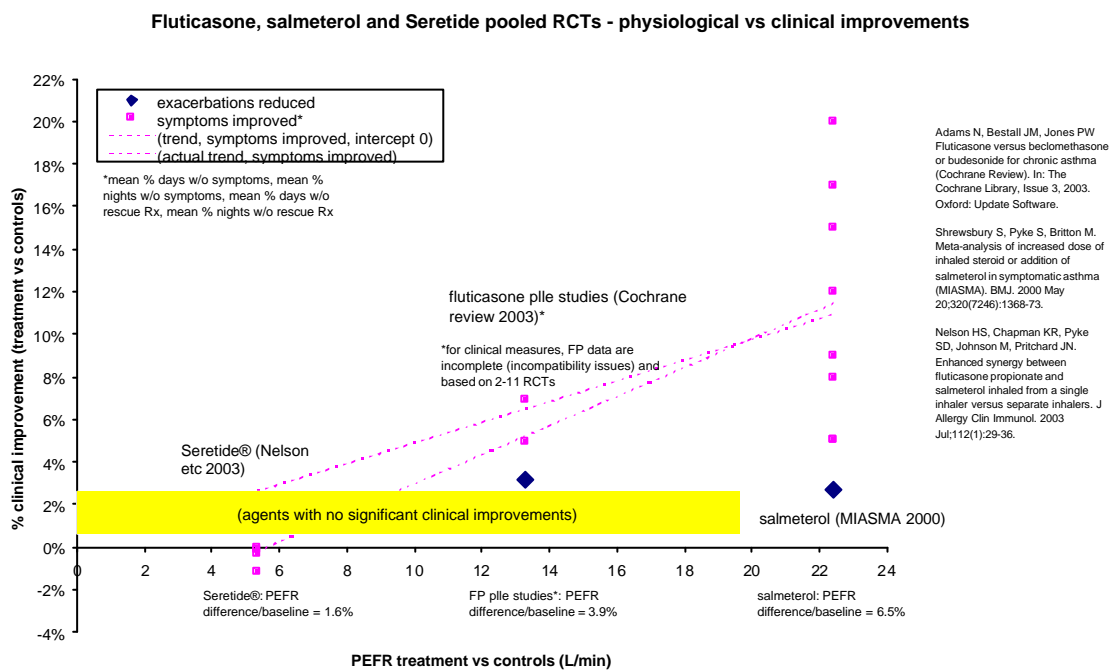 Fluticasone, salmeterol and Seretide pooled RCTs - physiological vs clinical improvements
22%
20%
18%
16%
14%
12%
10%
8%
6%
4%
2%
0%
-2%
-4%
% clinical improvement (treatment vs controls)
exacerbations reduced
symptoms improved*
(trend, symptoms improved, intercept 0)
(actual trend, symptoms improved)
*mean % days w/o symptoms, mean %
nights w/o symptoms, mean % days w/o
rescue Rx, mean % nights w/o rescue Rx
fluticasone plle studies (Cochrane
review 2003)*
*for clinical measures, FP data are
incomplete (incompatibility issues) and
based on 2-11 RCTs
Seretide® (Nelson
etc 2003)
(agents with no significant clinical improvements)
salmeterol (MIASMA 2000)
0 2 4 6 8 10 12 14 16 18 20 22 24
Seretide®: PEFR
difference/baseline = 1.6%
FP plle studies*: PEFR
difference/baseline = 3.9%
salmeterol: PEFR
difference/baseline = 6.5%
PEFR treatment vs controls (L/min)
Adams N, Bestall JM, Jones PW
Fluticasone versus beclomethasone
or budesonide for chronic asthma
(Cochrane Review). In: The
Cochrane Library, Issue 3, 2003.
Oxford: Update Software.
Shrewsbury S, Pyke S, Britton M.
Meta-analysis of increased dose of
inhaled steroid or addition of
salmeterol in symptomatic asthma
(MIASMA). BMJ. 2000 May
20;320(7246):1368-73.
Nelson HS, Chapman KR, Pyke
SD, Johnson M, Pritchard JN.
Enhanced synergy between
fluticasone propionate and
salmeterol inhaled from a single
inhaler versus separate inhalers. J
Allergy Clin Immunol. 2003
Jul;112(1):29-36.